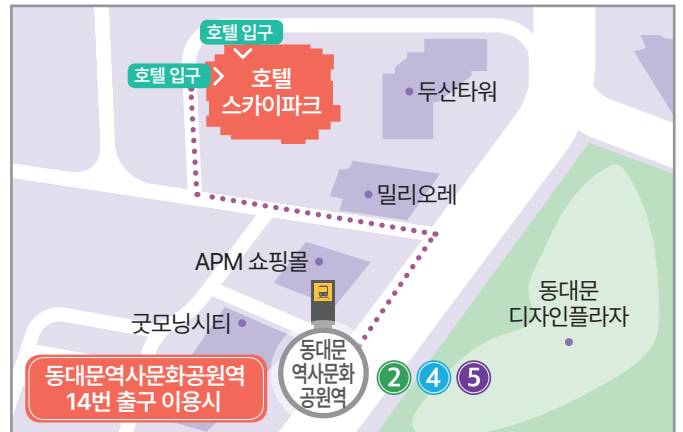 호텔 입구
호텔 입구
호텔
스카이파크
두산타워
밀리오레
APM 쇼핑몰
굿모닝시티
동대문
디자인플라자
동대문
역사문화
공원역
2 4 5
동대문역사문화공원역
14번 출구 이용시